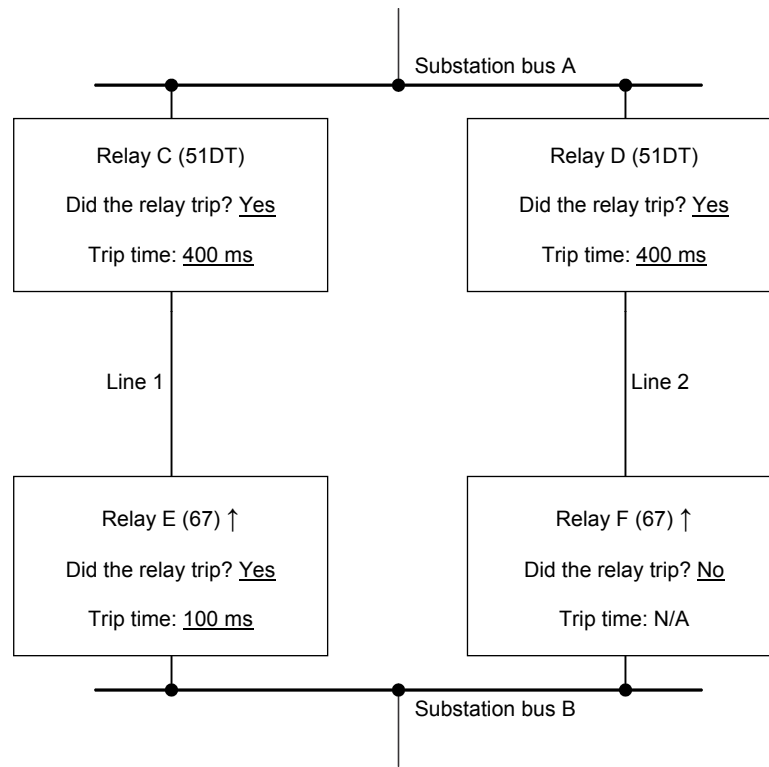 Substation bus A
Relay C (51DT)
Did the relay trip? Yes
Trip time: 400 ms
Relay D (51DT)
Did the relay trip? Yes
Trip time: 400 ms
Line 1
Line 2
Relay E (67) ↑
Did the relay trip? Yes
Trip time: 100 ms
Relay F (67) ↑
Did the relay trip? No
Trip time: N/A
Substation bus B